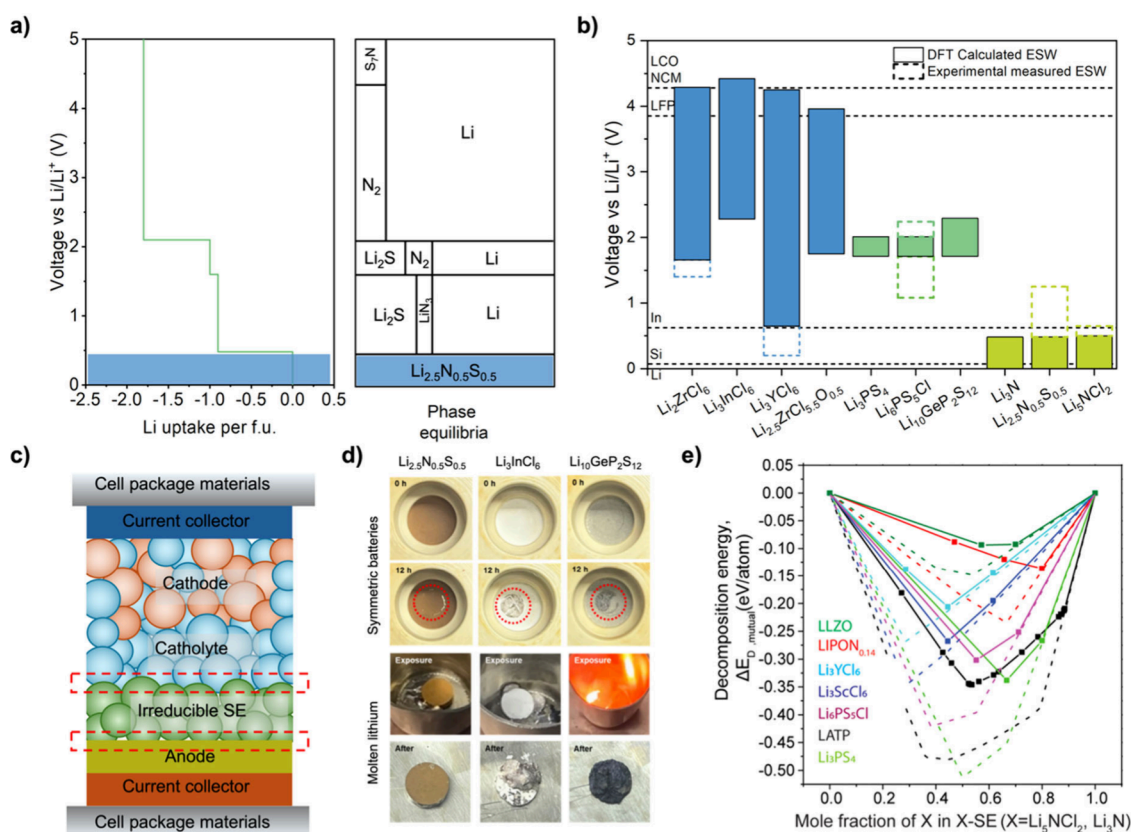 a)
5
4
3
2
1
0
Voltage vs Li/Li⁺ (V)
-2.5 -2.0 -1.5 -1.0 -0.5 0.0 0.5
Li uptake per f.u.
S₇N
N₂
Li
Li₂S N₂ Li
Li₂S LiN₃ Li
Li₂.₅N₀.₅S₀.₅
Phase
equilibria
b)
5
4
3
2
1
0
Voltage vs Li/Li⁺ (V)
DFT Calculated ESW
Experimental measured ESW
LCO
NCM
LFP
In
Si
Li
Li₂ZrCl₆
Li₃InCl₆
Li₃YCl₆
Li₂.₅ZrCl₅.₅O₀.₅
Li₃PS₄
Li₆PS₅Cl
Li₁₀GeP₂S₁₂
Li₃N
Li₂.₅N₀.₅S₀.₅
Li₅NCl₂
c)
Cell package materials
Current collector
Cathode
Catholyte
Irreducible SE
Anode
Current collector
Cell package materials
d)
Li₂.₅N₀.₅S₀.₅ Li₃InCl₆ Li₁₀GeP₂S₁₂
Symmetric batteries
0 h 0 h 0 h
12 h 12 h 12 h
Molten lithium
Exposure Exposure Exposure
After After After
e)
0.05
0.00
-0.05
-0.10
-0.15
-0.20
-0.25
-0.30
-0.35
-0.40
-0.45
-0.50
Decomposition energy,
ΔE_D,mutual (eV/atom)
LLZO
LIPON₀.₁₄
Li₃YCl₆
Li₃ScCl₆
Li₆PS₅Cl
LATP
Li₃PS₄
0.0 0.2 0.4 0.6 0.8 1.0
Mole fraction of X in X-SE (X=Li₅NCl₂, Li₃N)